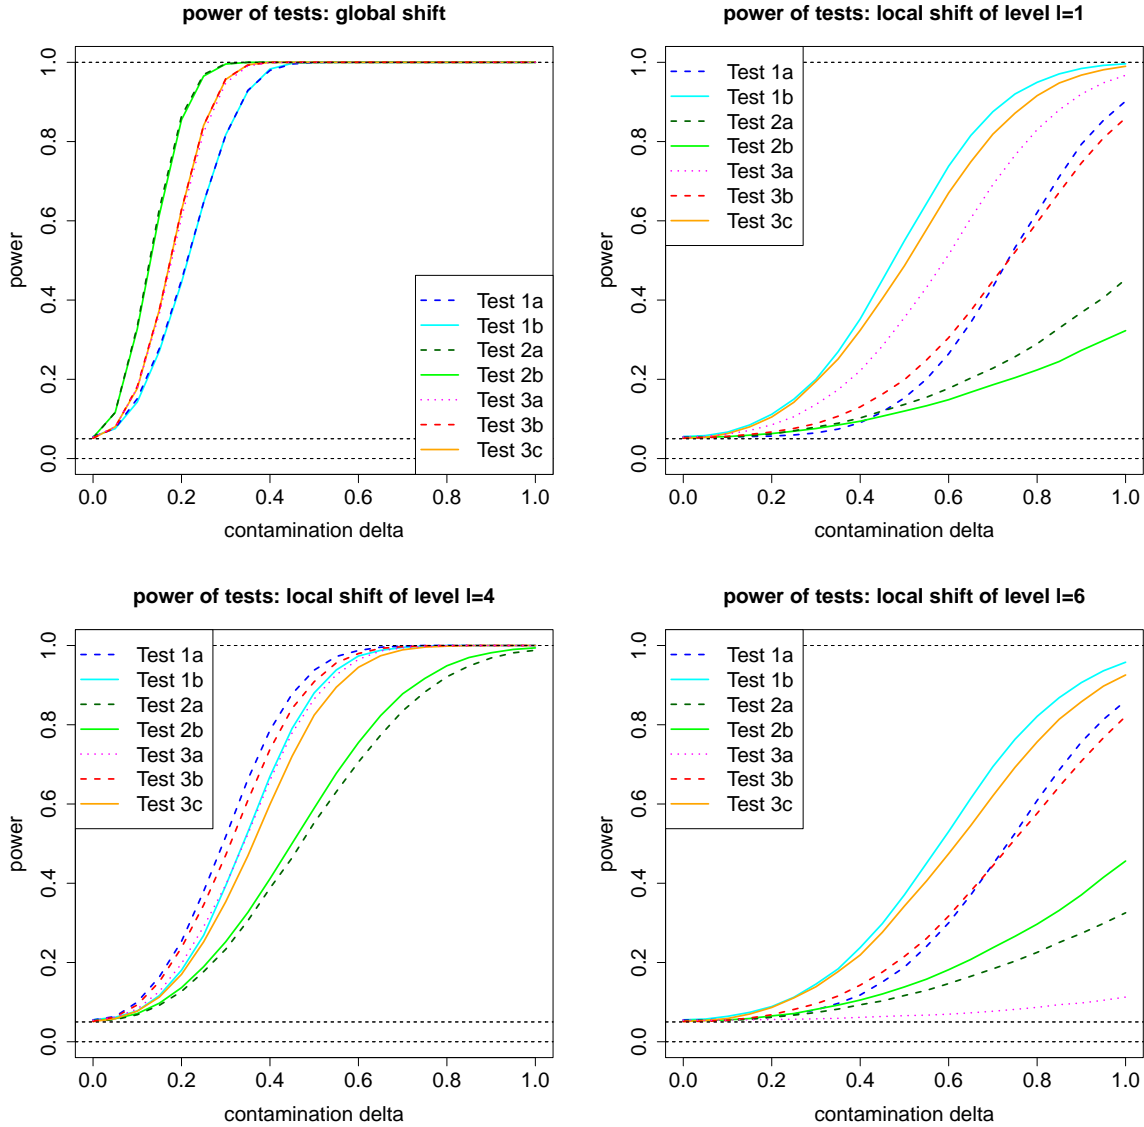 power of tests: global shift
power
1.0
0.8
0.6
0.4
0.2
0.0
Test 1a
Test 1b
Test 2a
Test 2b
Test 3a
Test 3b
Test 3c
0.0 0.2 0.4 0.6 0.8 1.0
contamination delta
power of tests: local shift of level l=1
power
1.0
0.8
0.6
0.4
0.2
0.0
Test 1a
Test 1b
Test 2a
Test 2b
Test 3a
Test 3b
Test 3c
0.0 0.2 0.4 0.6 0.8 1.0
contamination delta
power of tests: local shift of level l=4
power
1.0
0.8
0.6
0.4
0.2
0.0
Test 1a
Test 1b
Test 2a
Test 2b
Test 3a
Test 3b
Test 3c
0.0 0.2 0.4 0.6 0.8 1.0
contamination delta
power of tests: local shift of level l=6
power
1.0
0.8
0.6
0.4
0.2
0.0
Test 1a
Test 1b
Test 2a
Test 2b
Test 3a
Test 3b
Test 3c
0.0 0.2 0.4 0.6 0.8 1.0
contamination delta